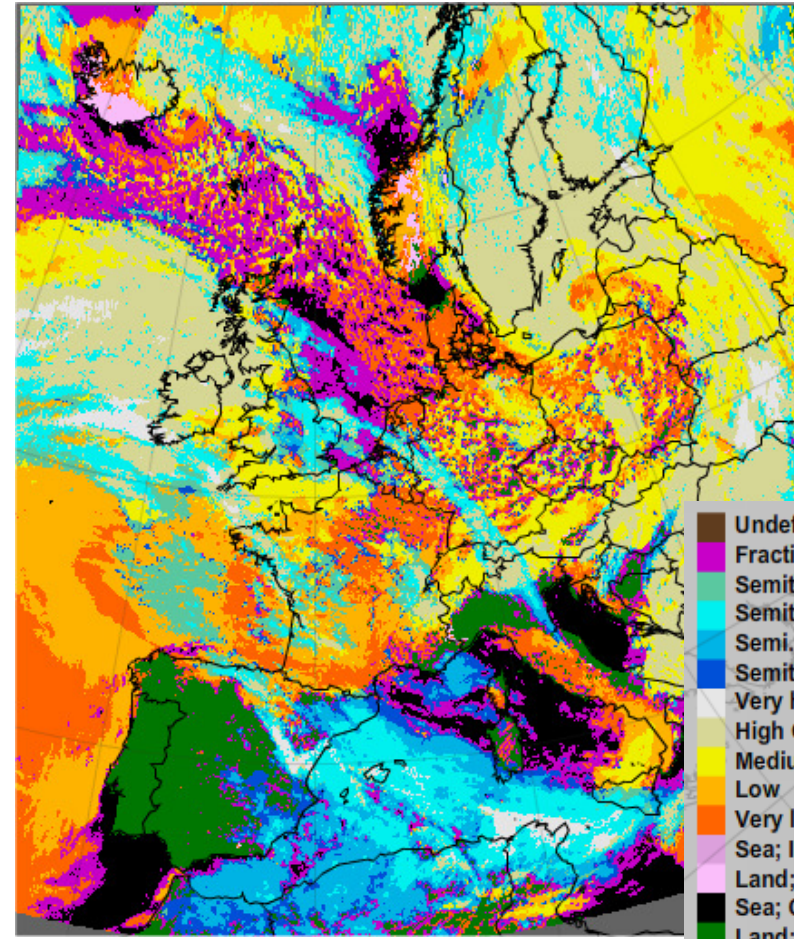 Undef
Fracti
Semit
Semit
Semi.
Semit
Very h
High C
Mediu
Low
Very l
Sea; I
Land;
Sea; C
Land;